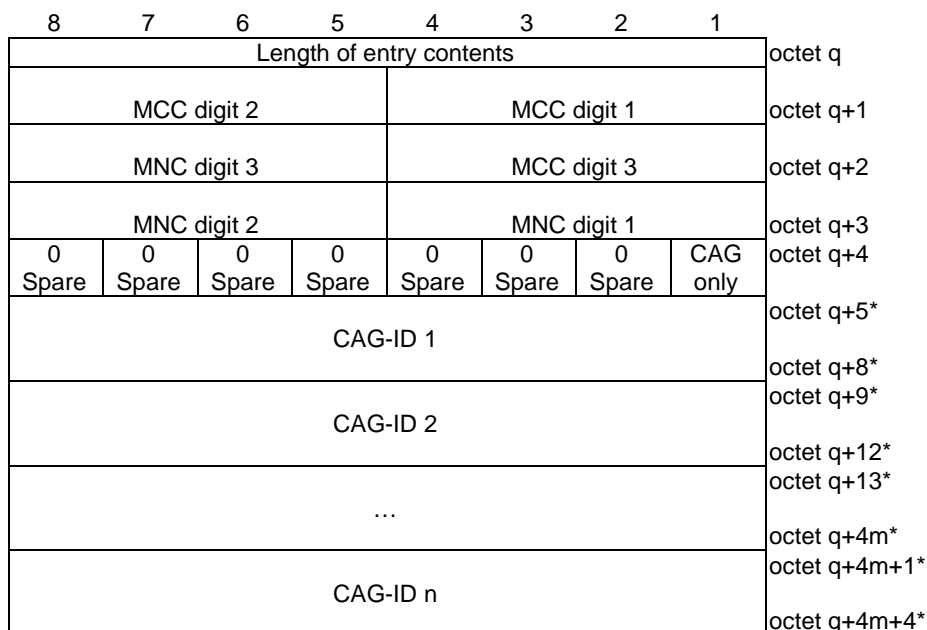 8 7 6 5 4 3 2 1
Length of entry contents octet q
MCC digit 2 MCC digit 1 octet q+1
MNC digit 3 MCC digit 3 octet q+2
MNC digit 2 MNC digit 1 octet q+3
0 0 0 0 0 0 0 CAG octet q+4
Spare Spare Spare Spare Spare Spare Spare only
octet q+5*
CAG-ID 1
octet q+8*
octet q+9*
CAG-ID 2
octet q+12*
octet q+13*
…
octet q+4m*
octet q+4m+1*
CAG-ID n
octet q+4m+4*